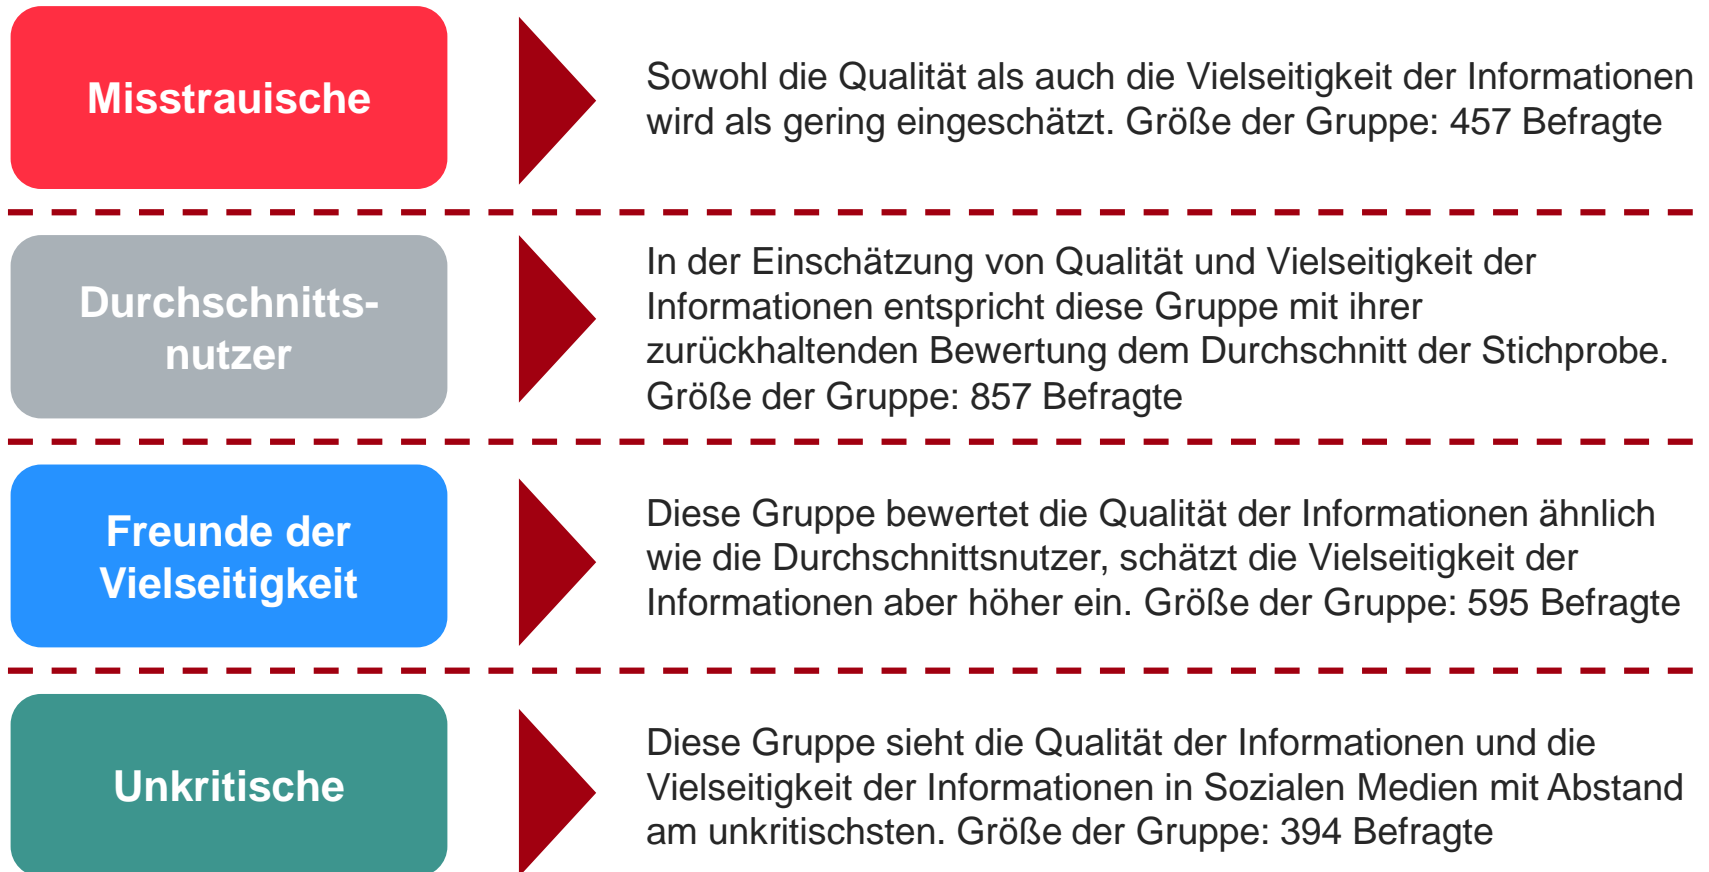 Misstrauische
Sowohl die Qualität als auch die Vielseitigkeit der Informationen
wird als gering eingeschätzt. Größe der Gruppe: 457 Befragte
Durchschnitts-
nutzer
In der Einschätzung von Qualität und Vielseitigkeit der
Informationen entspricht diese Gruppe mit ihrer
zurückhaltenden Bewertung dem Durchschnitt der Stichprobe.
Größe der Gruppe: 857 Befragte
Freunde der
Vielseitigkeit
Diese Gruppe bewertet die Qualität der Informationen ähnlich
wie die Durchschnittsnutzer, schätzt die Vielseitigkeit der
Informationen aber höher ein. Größe der Gruppe: 595 Befragte
Unkritische
Diese Gruppe sieht die Qualität der Informationen und die
Vielseitigkeit der Informationen in Sozialen Medien mit Abstand
am unkritischsten. Größe der Gruppe: 394 Befragte